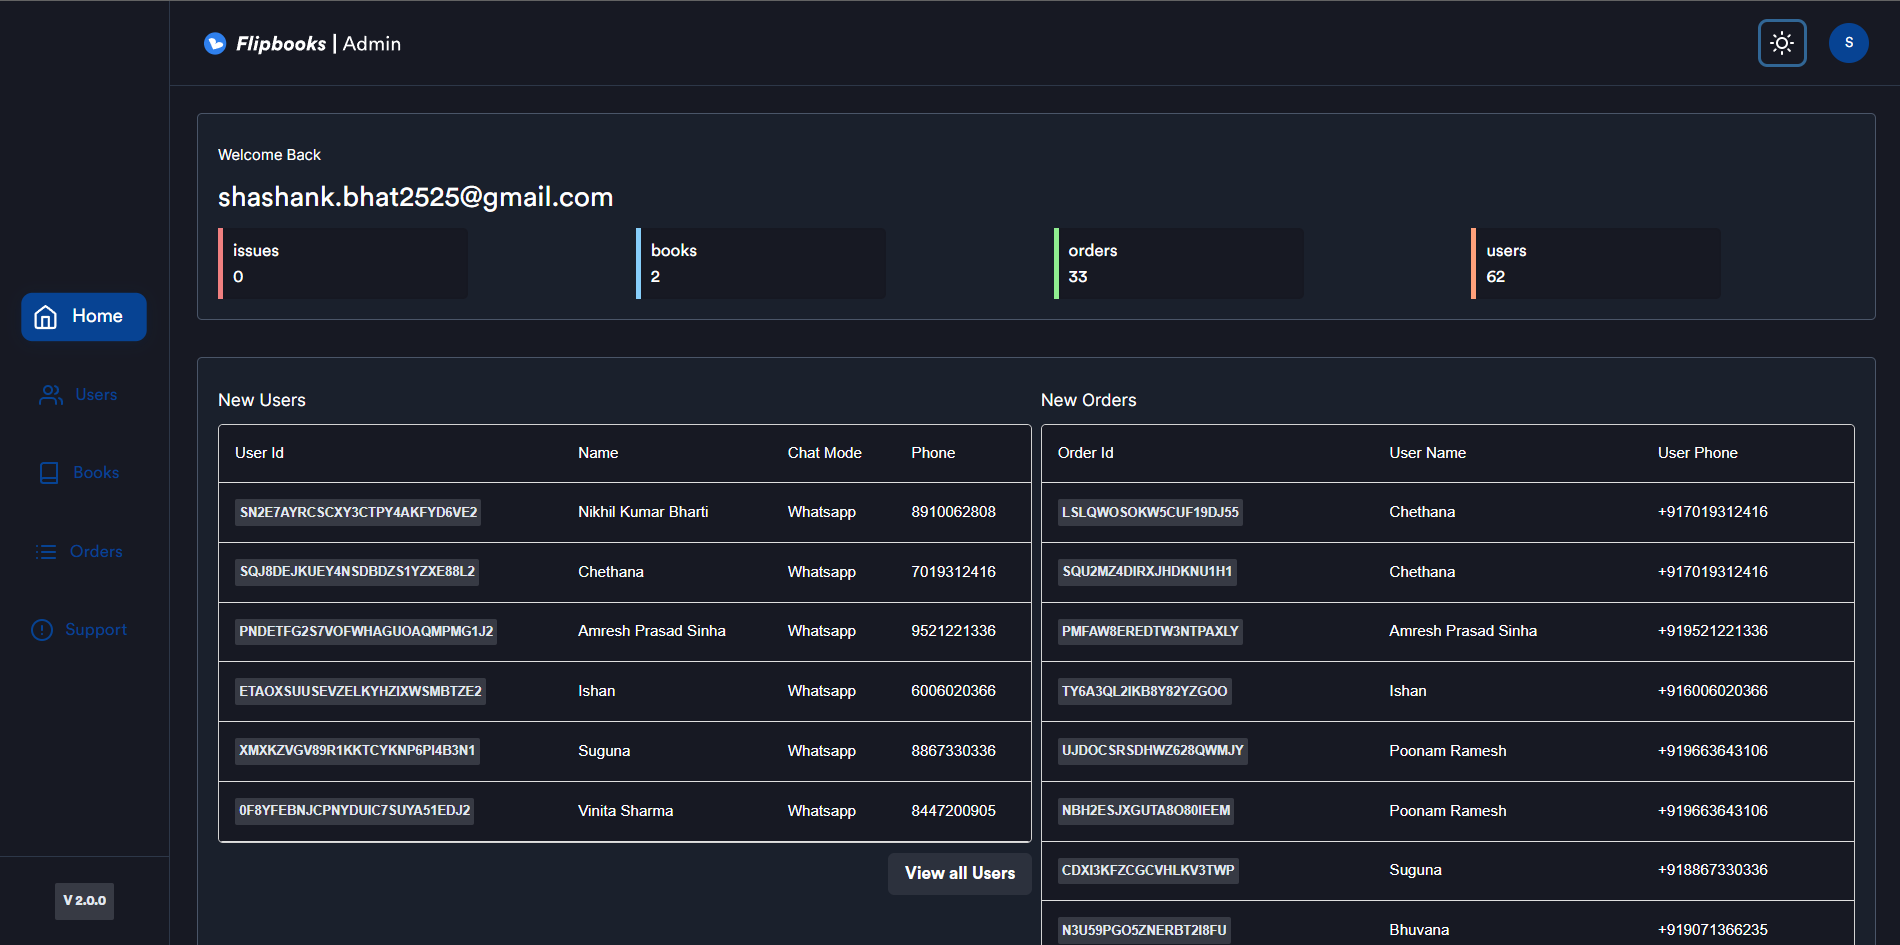 Flipbooks | Admin
S
Home
Users
Books
Orders
Support
V 2.0.0
Welcome Back
shashank.bhat2525@gmail.com
issues
0
books
2
orders
33
users
62
New Users
User Id Name Chat Mode Phone
SN2E7AYRCSCXY3CTPY4AKFYD6VE2 Nikhil Kumar Bharti Whatsapp 8910062808
SQJ8DEJKUEY4NSDBDZS1YZXE88L2 Chethana Whatsapp 7019312416
PNDETFG2S7VOFWHAGUOAQMPMG1J2 Amresh Prasad Sinha Whatsapp 9521221336
ETAOXSUUSEVZELKYHZIXWSMBTZE2 Ishan Whatsapp 6006020366
XMXKZVGV89R1KKTCYKNP6PI4B3N1 Suguna Whatsapp 8867330336
0F8YFEBNJCPNYDUIC7SUYA51EDJ2 Vinita Sharma Whatsapp 8447200905
View all Users
New Orders
Order Id User Name User Phone
LSLQWOSOKW5CUF19DJ55 Chethana +917019312416
SQU2MZ4DIRXJHDKNU1H1 Chethana +917019312416
PMFAW8EREDTW3NTPAXLY Amresh Prasad Sinha +919521221336
TY6A3QL2IKB8Y82YZGOO Ishan +916006020366
UJDOCSRSDHWZ628QWMJY Poonam Ramesh +919663643106
NBH2ESJXGUTA8O80IEEM Poonam Ramesh +919663643106
CDXI3KFZCGCVHLKV3TWP Suguna +918867330336
N3U59PGO5ZNERBT2I8FU Bhuvana +919071366235